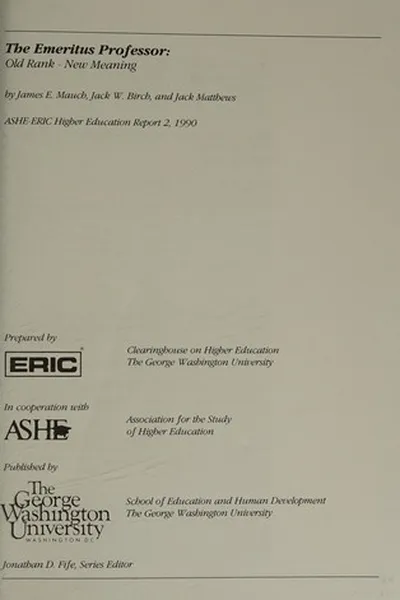 The Emeritus Professor:
Old Rank - New Meaning
by James E. Mauch, Jack W. Birch, and Jack Matthews
ASHE-ERIC Higher Education Report 2, 1990
Prepared by
ERIC®
Clearinghouse on Higher Education
The George Washington University
In cooperation with
ASHE
Association for the Study
of Higher Education
Published by
The
George
Washington
University
WASHINGTON DC
School of Education and Human Development
The George Washington University
Jonathan D. Fife, Series Editor